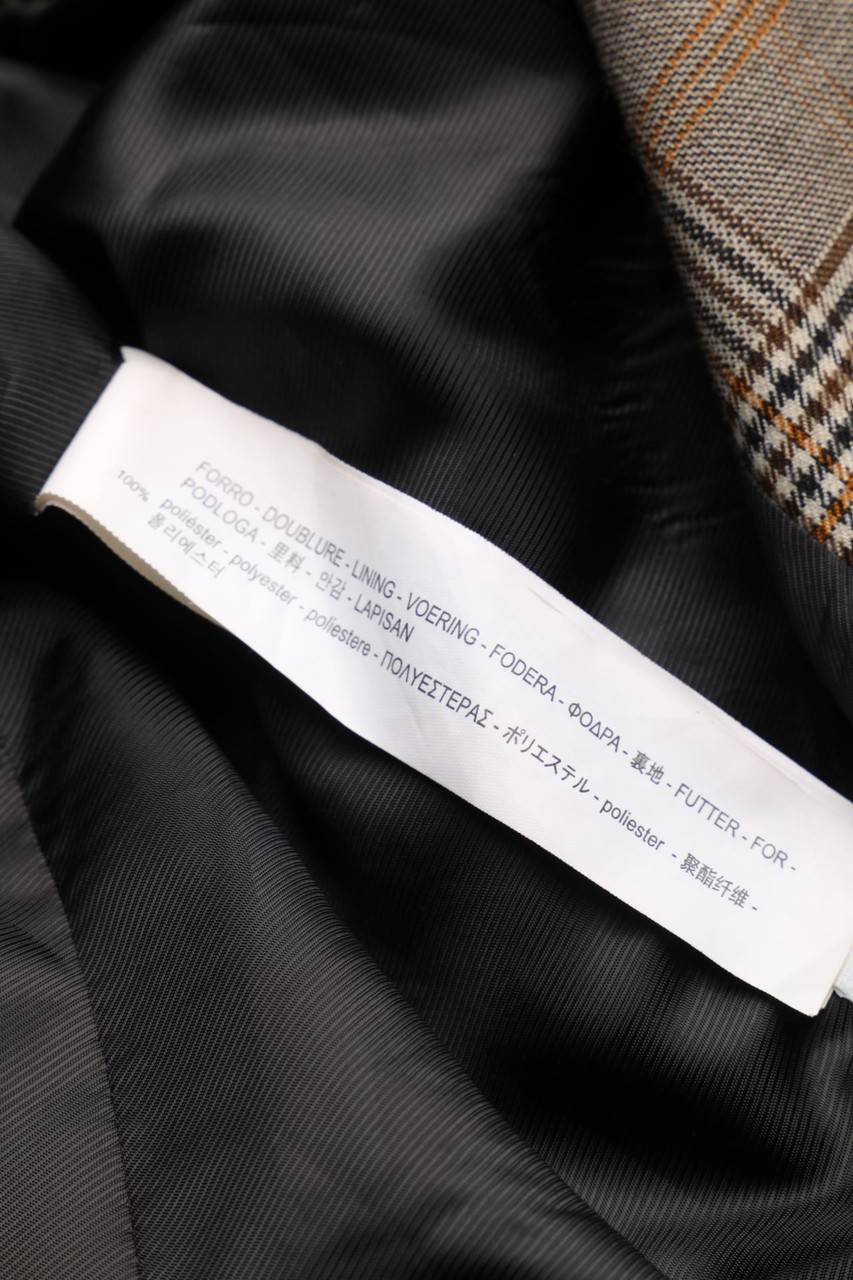 FORRO - DOUBLURE - LINING - VOERING - FODERA - ΦΟΔΡΑ - 裏地 - FUTTER - FOR -
PODLOGA - 里料 - 안감 - LAPISAN
100% poliéster - polyester - poliestere - ΠΟΛΥΕΣΤΕΡΑΣ - ポリエステル - poliester - 聚酯纤维 -
폴리에스터